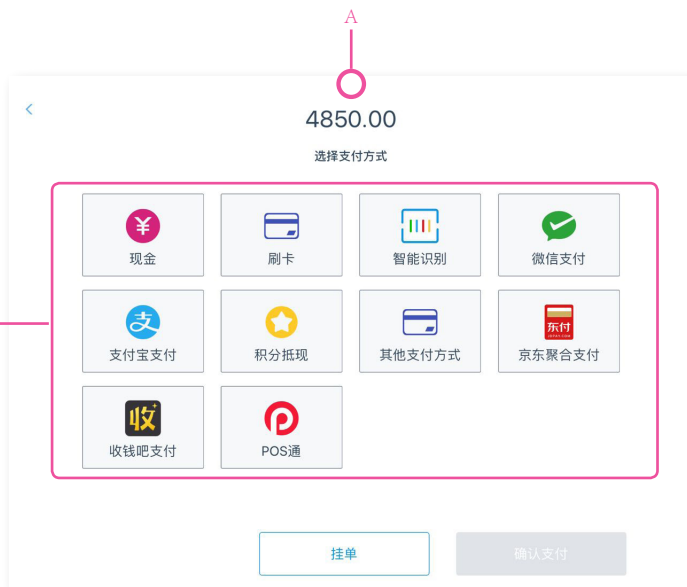 A
4850.00
选择支付方式
现金
刷卡
智能识别
微信支付
支付宝支付
积分抵现
其他支付方式
东付
京东聚合支付
收钱吧支付
POS通
挂单
确认支付